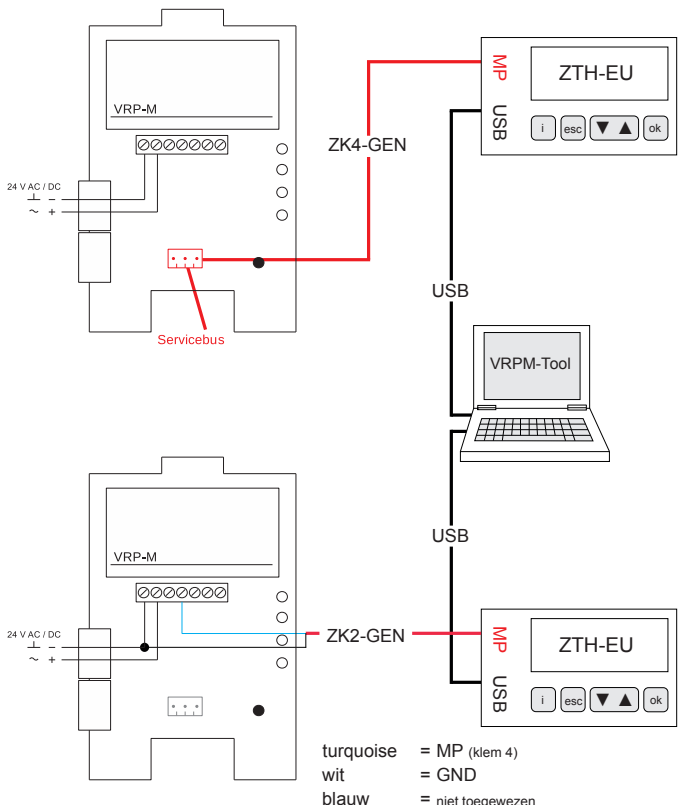 VRP-M
24 V AC / DC
⊥ -
~ +
Servicebus
ZK4-GEN
MP
USB
ZTH-EU
i esc ▼ ▲ ok
USB
VRPM-Tool
USB
VRP-M
24 V AC / DC
⊥ -
~ +
ZK2-GEN
MP
USB
ZTH-EU
i esc ▼ ▲ ok
turquoise = MP (klem 4)
wit = GND
blauw = niet toegewezen